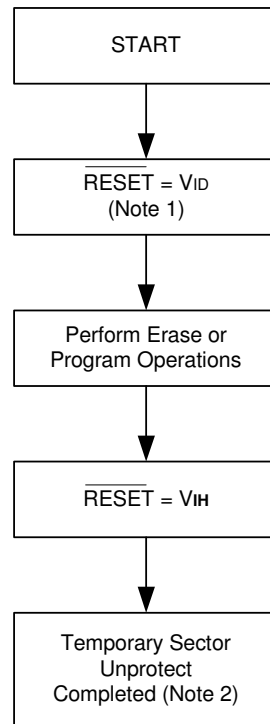 START
RESET = VID
(Note 1)
Perform Erase or
Program Operations
RESET = VIH
Temporary Sector
Unprotect
Completed (Note 2)